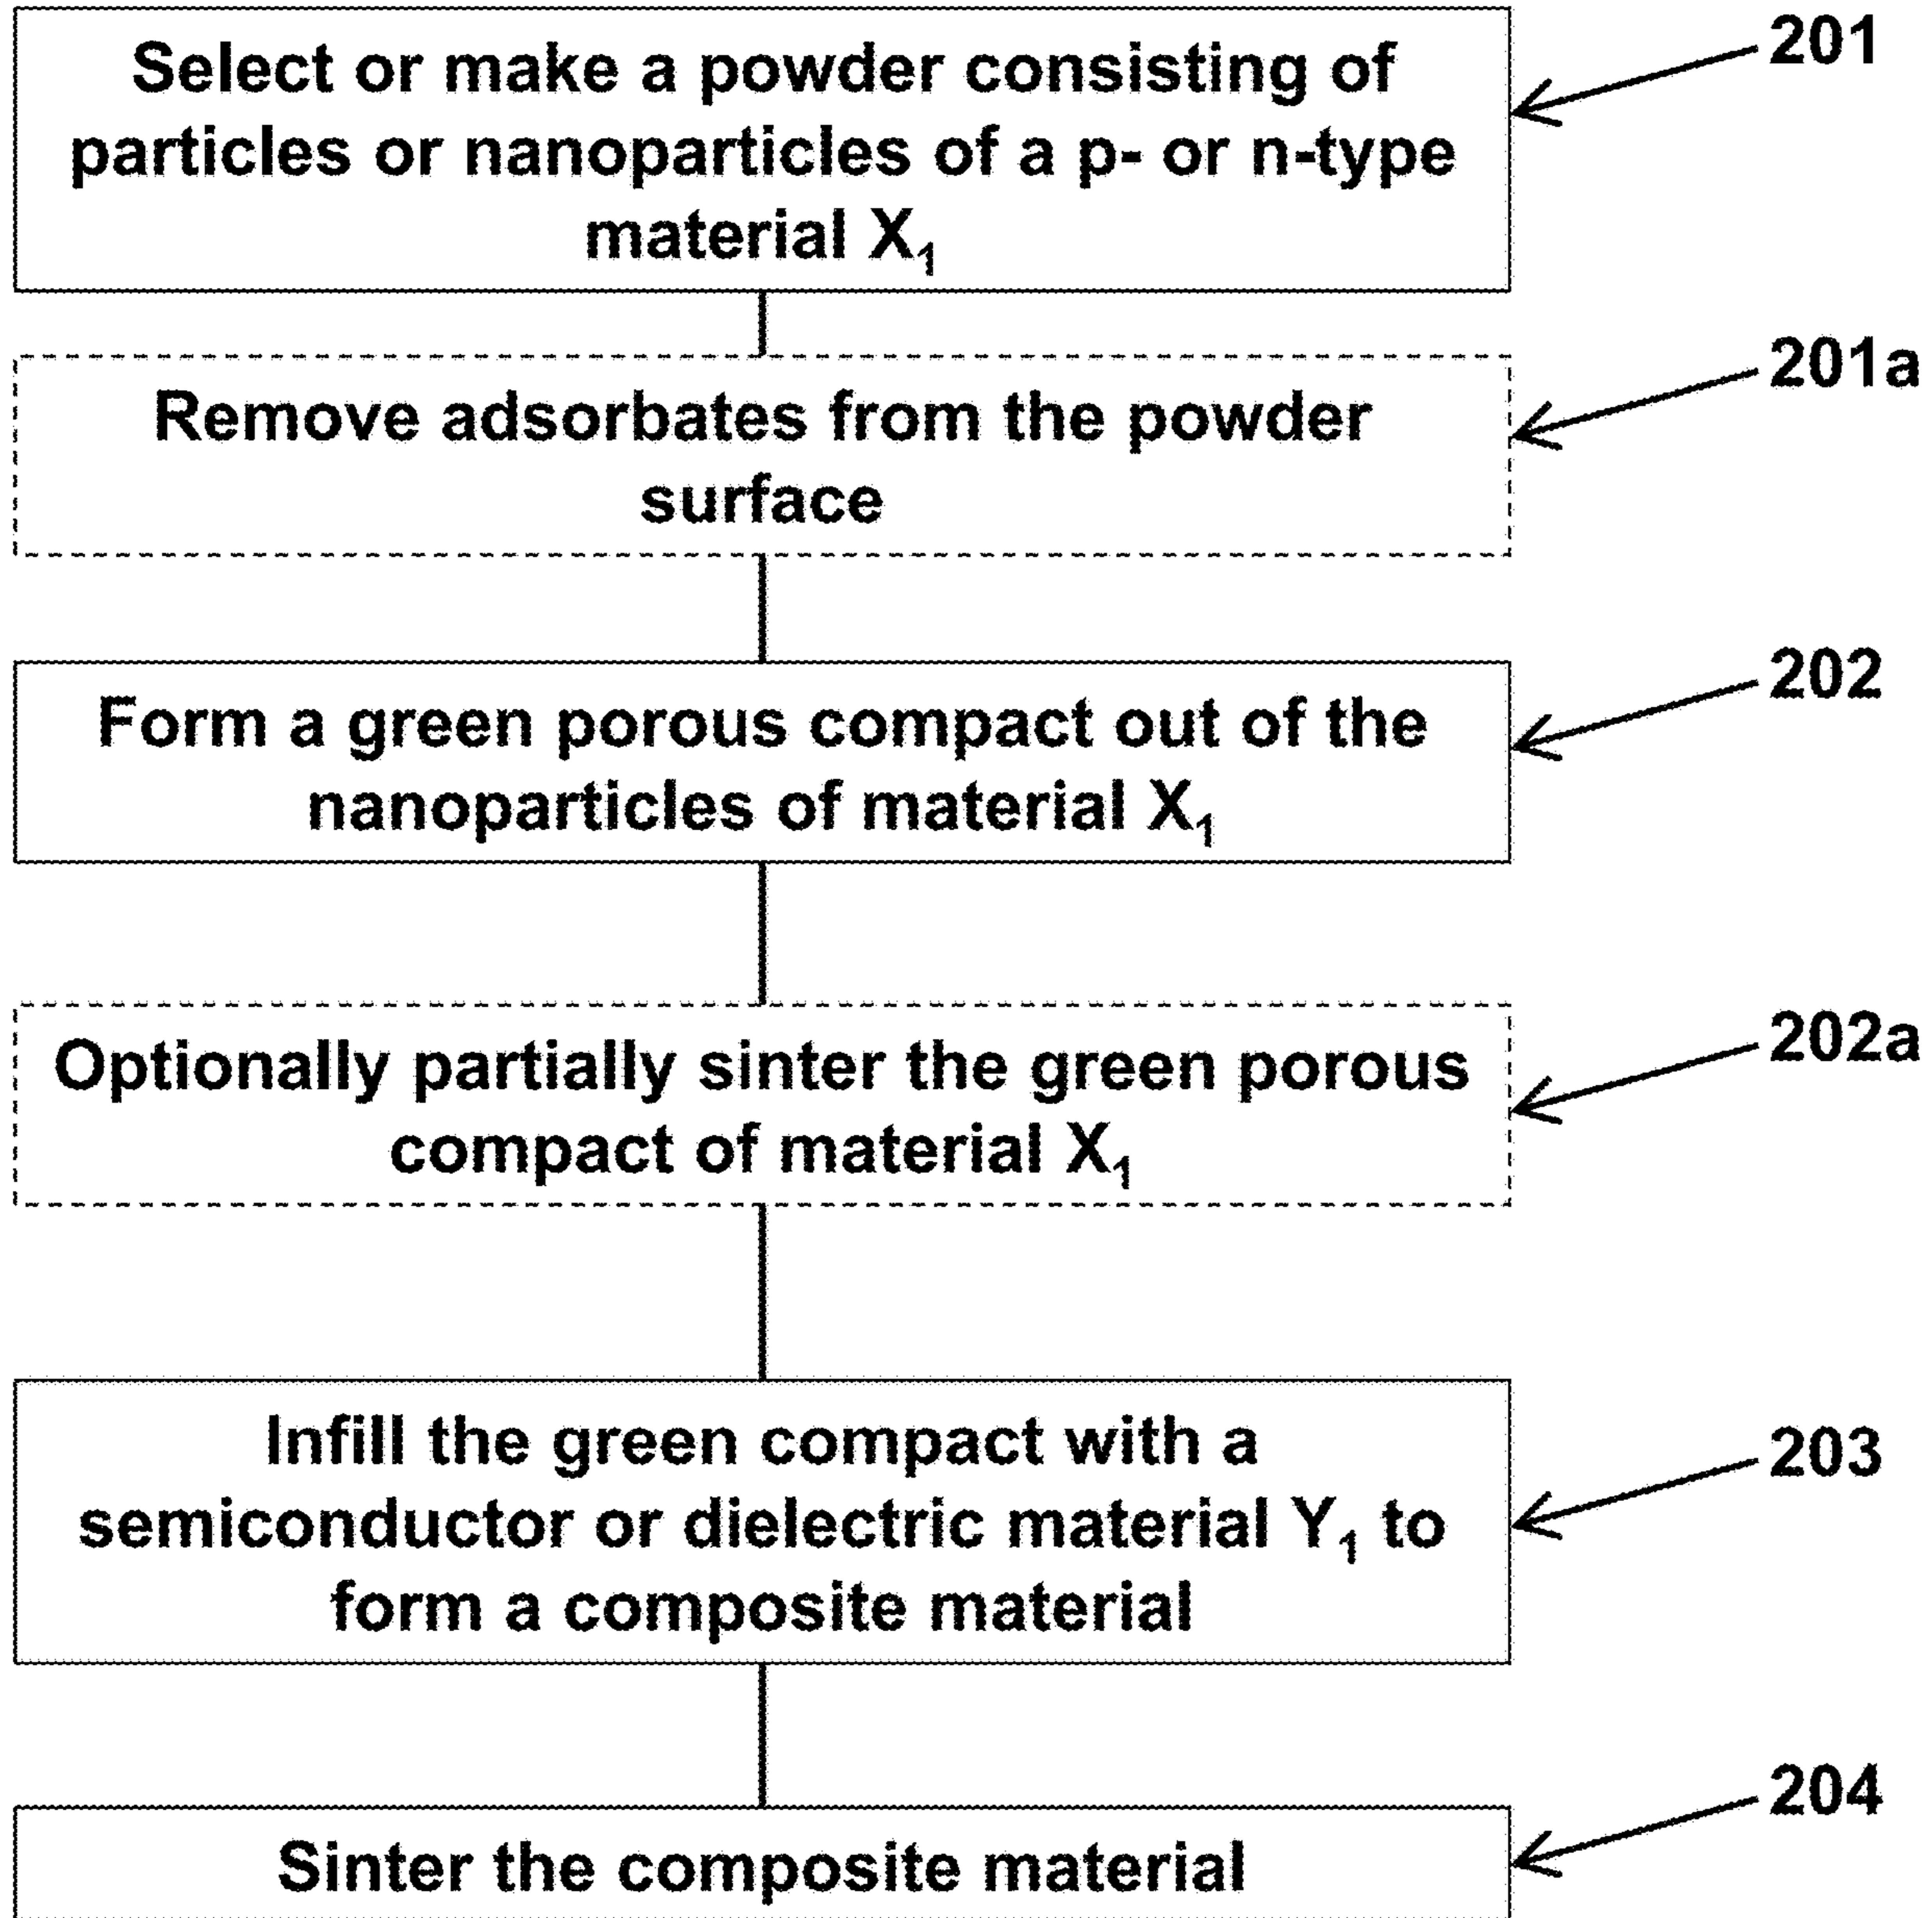 Select or make a powder consisting of
particles or nanoparticles of a p- or n-type
material X₁
201
Remove adsorbates from the powder
surface
201a
Form a green porous compact out of the
nanoparticles of material X₁
202
Optionally partially sinter the green porous
compact of material X₁
202a
Infill the green compact with a
semiconductor or dielectric material Y₁ to
form a composite material
203
Sinter the composite material
204